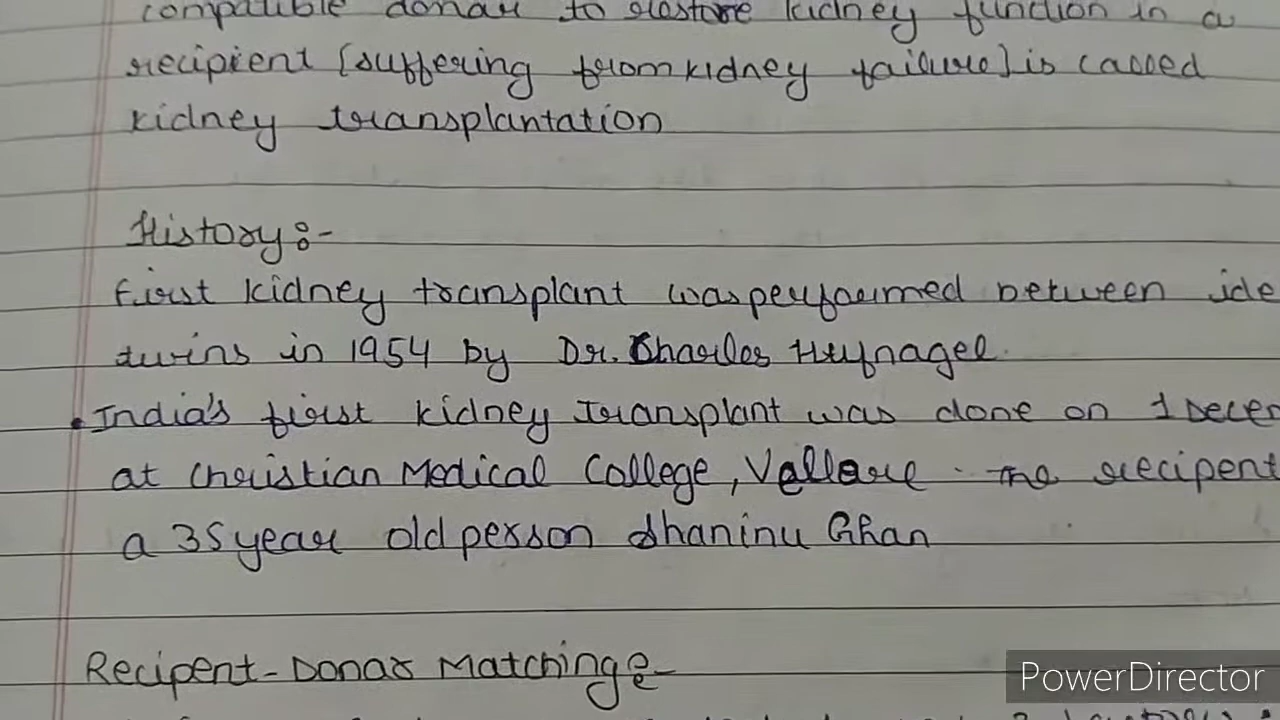 compatible donar to restore kidney function in a
recipient [suffering from kidney failure] is called
kidney transplantation
History:-
First kidney transplant was performed between ide
twins in 1954 by Dr. Charles Hufnagel.
• India's first kidney transplant was done on 1 Decem
at Christian Medical College, Vellore. The recipent
a 35 year old person Shaninu Ghan
Recipent-Donar Matching:-
PowerDirector